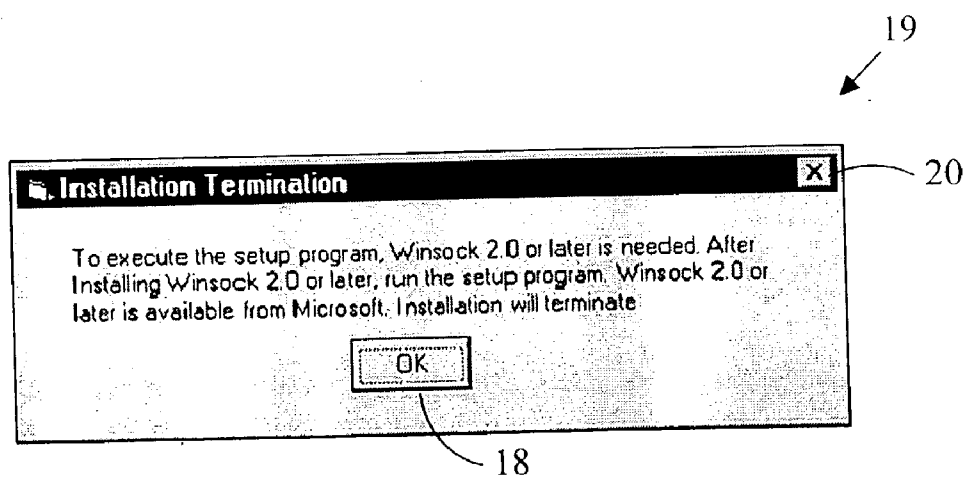 19
Installation Termination
X
20
To execute the setup program, Winsock 2.0 or later is needed. After
Installing Winsock 2.0 or later, run the setup program. Winsock 2.0 or
later is available from Microsoft. Installation will terminate
OK
18